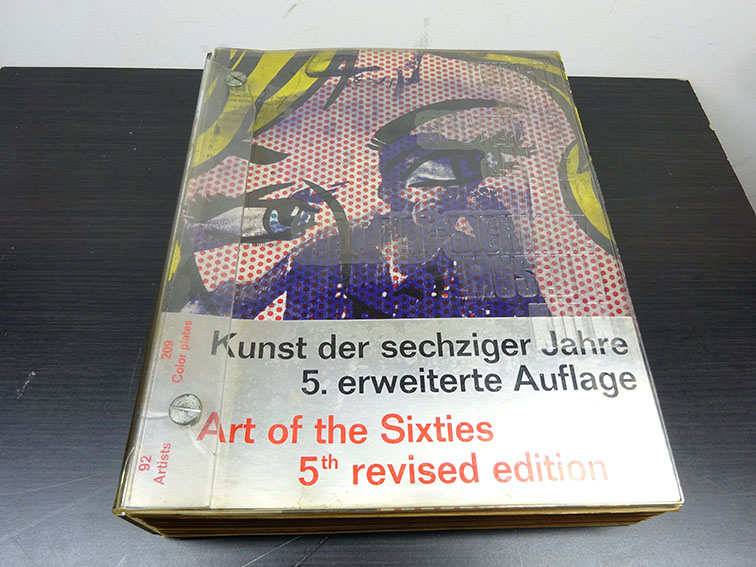 Kunst der sechziger Jahre
5. erweiterte Auflage
Art of the Sixties
5th revised edition
209
Color plates
92
Artists